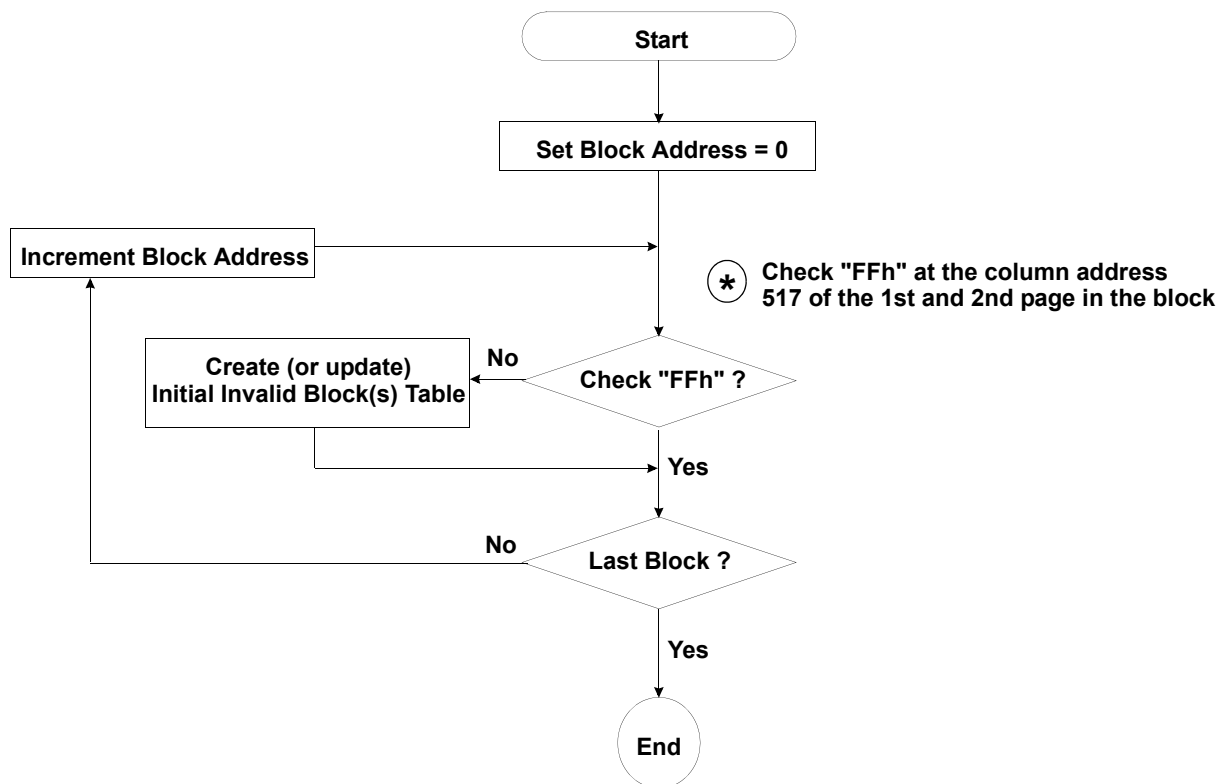 Start
Set Block Address = 0
Increment Block Address
* Check "FFh" at the column address
517 of the 1st and 2nd page in the block
Create (or update)
Initial Invalid Block(s) Table
No
Check "FFh" ?
Yes
No
Last Block ?
Yes
End